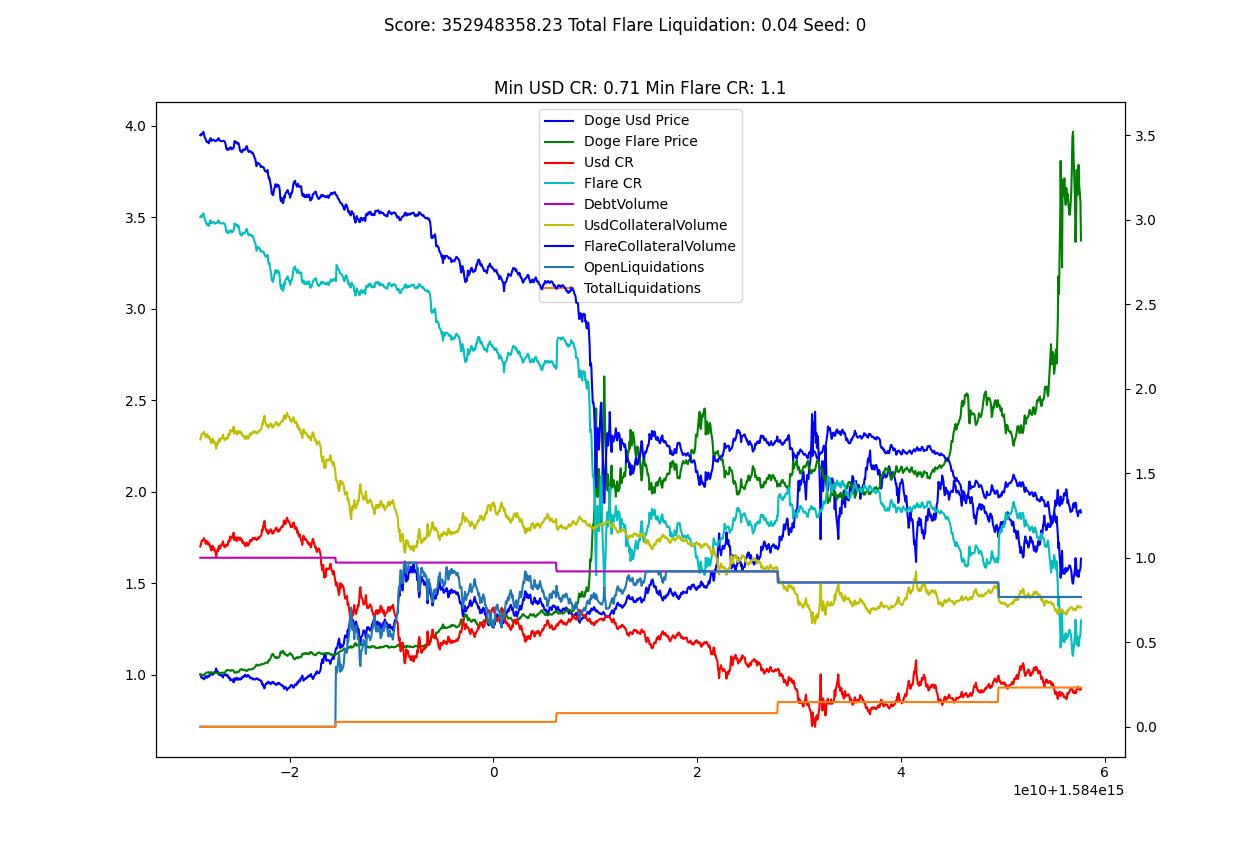 Score: 352948358.23 Total Flare Liquidation: 0.04 Seed: 0
Min USD CR: 0.71 Min Flare CR: 1.1
Doge Usd Price
Doge Flare Price
Usd CR
Flare CR
DebtVolume
UsdCollateralVolume
FlareCollateralVolume
OpenLiquidations
TotalLiquidations
4.0
3.5
3.0
2.5
2.0
1.5
1.0
3.5
3.0
2.5
2.0
1.5
1.0
0.5
0.0
−2
0
2
4
6
1e10+1.584e15